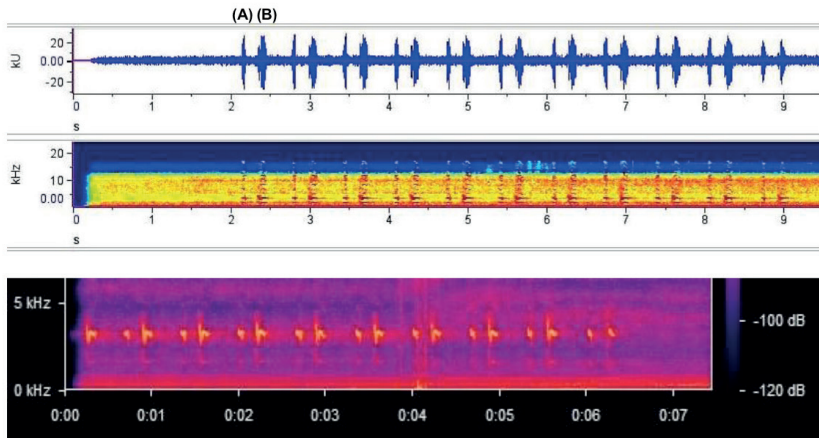 (A) (B)
kU
20
0.00
-20
0 1 2 3 4 5 6 7 8 9
s
kHz
20
10
0.00
0 1 2 3 4 5 6 7 8 9
s
5 kHz
-100 dB
0 kHz
-120 dB
0:00 0:01 0:02 0:03 0:04 0:05 0:06 0:07